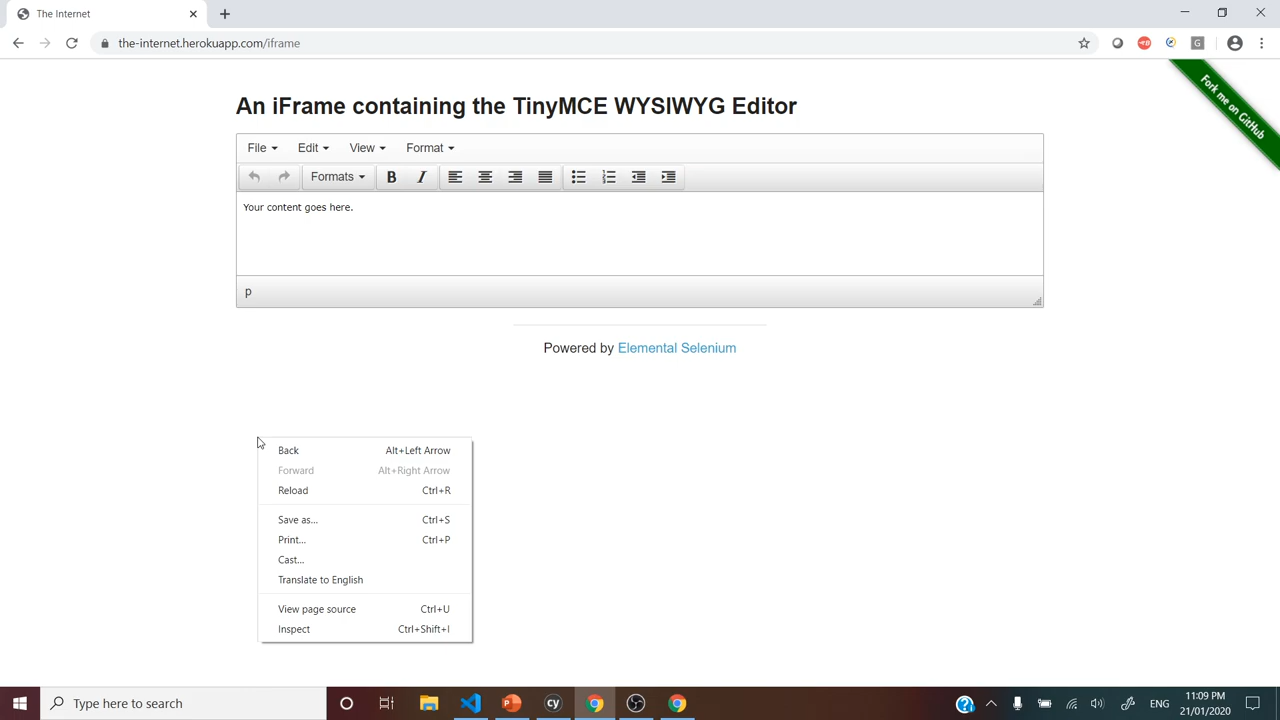 The Internet
the-internet.herokuapp.com/iframe
Fork me on GitHub
An iFrame containing the TinyMCE WYSIWYG Editor
File Edit View Format
Formats B I
Your content goes here.
p
Powered by Elemental Selenium
Back Alt+Left Arrow
Forward Alt+Right Arrow
Reload Ctrl+R
Save as... Ctrl+S
Print... Ctrl+P
Cast...
Translate to English
View page source Ctrl+U
Inspect Ctrl+Shift+I
Type here to search
cy
ENG
11:09 PM
21/01/2020